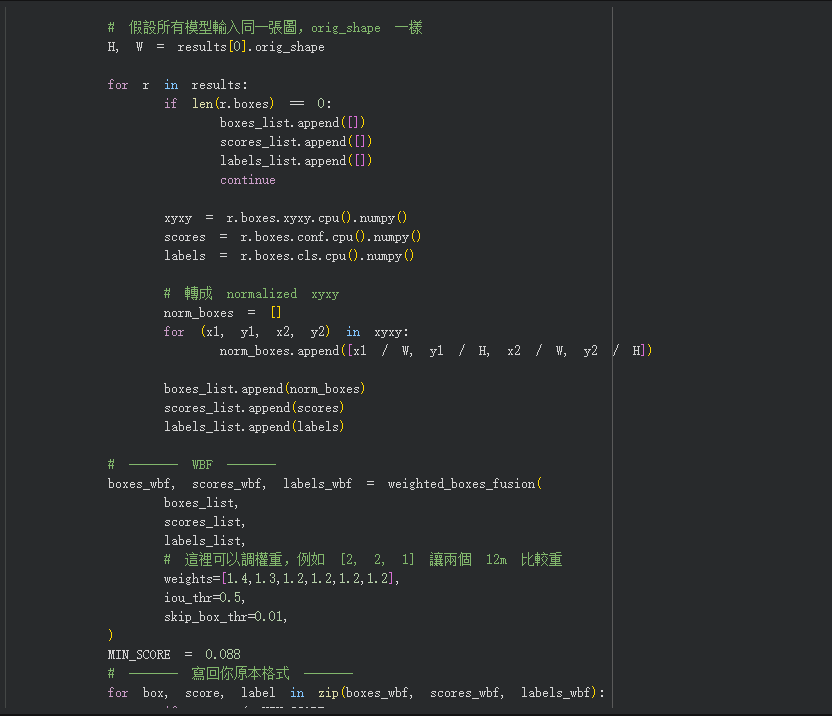 # 假設所有模型輸入同一張圖，orig_shape 一樣
H, W = results[0].orig_shape
for r in results:
if len(r.boxes) == 0:
boxes_list.append([])
scores_list.append([])
labels_list.append([])
continue
xyxy = r.boxes.xyxy.cpu().numpy()
scores = r.boxes.conf.cpu().numpy()
labels = r.boxes.cls.cpu().numpy()
# 轉成 normalized xyxy
norm_boxes = []
for (x1, y1, x2, y2) in xyxy:
norm_boxes.append([x1 / W, y1 / H, x2 / W, y2 / H])
boxes_list.append(norm_boxes)
scores_list.append(scores)
labels_list.append(labels)
# ─────── WBF ───────
boxes_wbf, scores_wbf, labels_wbf = weighted_boxes_fusion(
boxes_list,
scores_list,
labels_list,
# 這裡可以調權重，例如 [2, 2, 1] 讓兩個 12m 比較重
weights=[1.4,1.3,1.2,1.2,1.2,1.2],
iou_thr=0.5,
skip_box_thr=0.01,
)
MIN_SCORE = 0.088
# ─────── 寫回你原本格式 ───────
for box, score, label in zip(boxes_wbf, scores_wbf, labels_wbf):